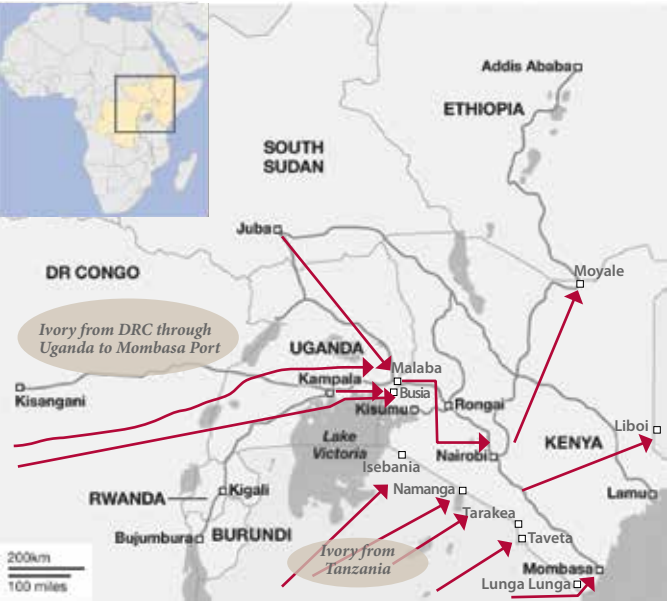 Addis Ababa
ETHIOPIA
SOUTH
SUDAN
Juba
DR CONGO
Moyale
Ivory from DRC through
Uganda to Mombasa Port
UGANDA
Malaba
Kampala
Busia
Kisangani
Kisumu
Rongai
Liboi
Lake
Victoria
KENYA
Isebania
Nairobi
RWANDA
Kigali
Namanga
Lamu
Tarakea
Bujumbura
BURUNDI
Taveta
Ivory from
Tanzania
200km
100 miles
Mombasa
Lunga Lunga